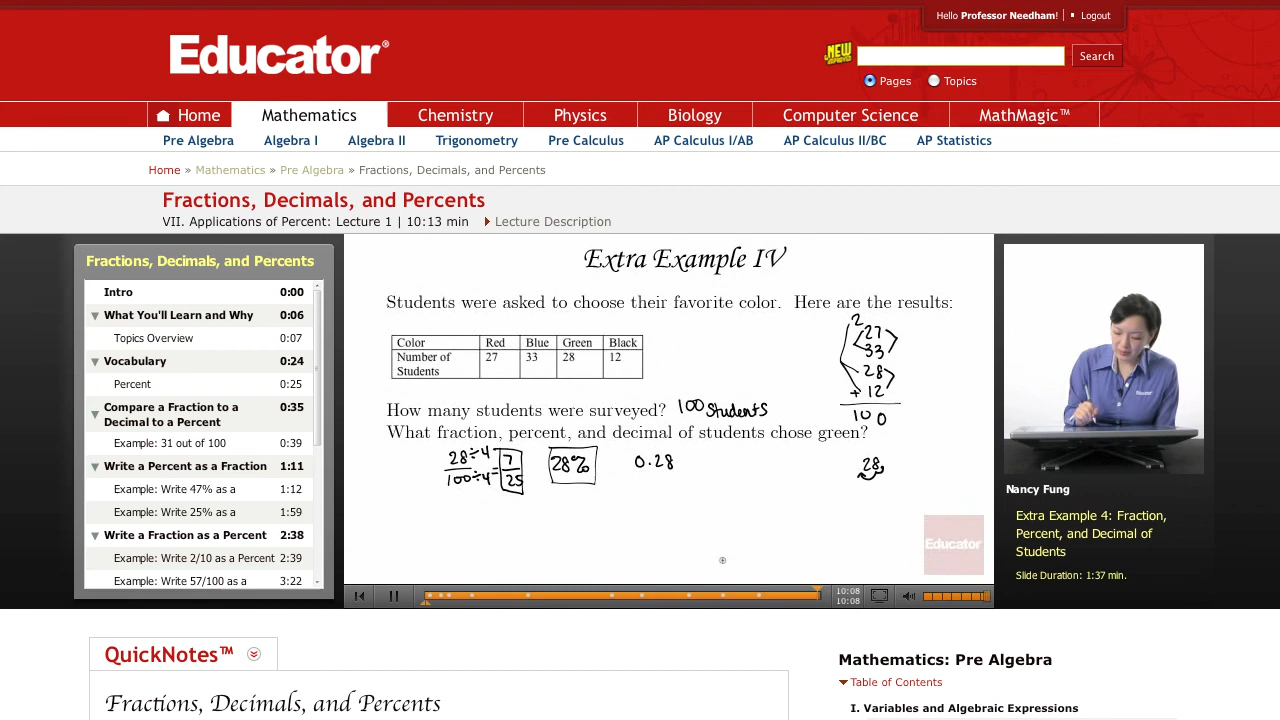 Hello Professor Needham! Logout
Educator®
NEW
IMPROVED
Search
Pages Topics
Home Mathematics Chemistry Physics Biology Computer Science MathMagic™
Pre Algebra Algebra I Algebra II Trigonometry Pre Calculus AP Calculus I/AB AP Calculus II/BC AP Statistics
Home » Mathematics » Pre Algebra » Fractions, Decimals, and Percents
Fractions, Decimals, and Percents
VII. Applications of Percent: Lecture 1 | 10:13 min Lecture Description
Fractions, Decimals, and Percents
Intro 0:00
What You'll Learn and Why 0:06
Topics Overview 0:07
Vocabulary 0:24
Percent 0:25
Compare a Fraction to a
Decimal to a Percent 0:35
Example: 31 out of 100 0:39
Write a Percent as a Fraction 1:11
Example: Write 47% as a 1:12
Example: Write 25% as a 1:59
Write a Fraction as a Percent 2:38
Example: Write 2/10 as a Percent 2:39
Example: Write 57/100 as a 3:22
Extra Example IV
Students were asked to choose their favorite color. Here are the results:
Color Red Blue Green Black
Number of Students 27 33 28 12
2
27
33
28
+ 12
100
How many students were surveyed? 100 students
What fraction, percent, and decimal of students chose green?
28÷4
100÷4
= 7
25
28%
0.28
28
Educator
10:08
10:08
Nancy Fung
Extra Example 4: Fraction,
Percent, and Decimal of
Students
Slide Duration: 1:37 min.
QuickNotes™
Fractions, Decimals, and Percents
Mathematics: Pre Algebra
Table of Contents
I. Variables and Algebraic Expressions